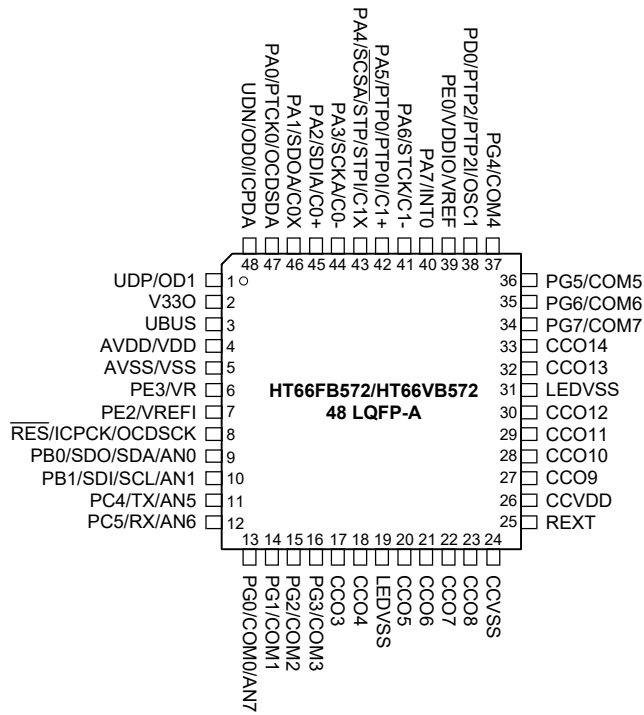 UDN/OD0/ICPDA
PA0/PTCK0/OCDSDA
PA1/SDOA/C0X
PA2/SDIA/C0+
PA3/SCKA/C0-
PA4/SCSA/STP/STPI/C1X
PA5/PTP0/PTP0I/C1+
PA6/STCK/C1-
PA7/INT0
PE0/VDDIO/VREF
PD0/PTP2/PTP2I/OSC1
PG4/COM4
48 47 46 45 44 43 42 41 40 39 38 37
UDP/OD1 1
V33O 2
UBUS 3
AVDD/VDD 4
AVSS/VSS 5
PE3/VR 6
PE2/VREFI 7
RES/ICPCK/OCDSCK 8
PB0/SDO/SDA/AN0 9
PB1/SDI/SCL/AN1 10
PC4/TX/AN5 11
PC5/RX/AN6 12
HT66FB572/HT66VB572
48 LQFP-A
36 PG5/COM5
35 PG6/COM6
34 PG7/COM7
33 CCO14
32 CCO13
31 LEDVSS
30 CCO12
29 CCO11
28 CCO10
27 CCO9
26 CCVDD
25 REXT
13 14 15 16 17 18 19 20 21 22 23 24
PG0/COM0/AN7
PG1/COM1
PG2/COM2
PG3/COM3
CCO3
CCO4
LEDVSS
CCO5
CCO6
CCO7
CCO8
CCVSS